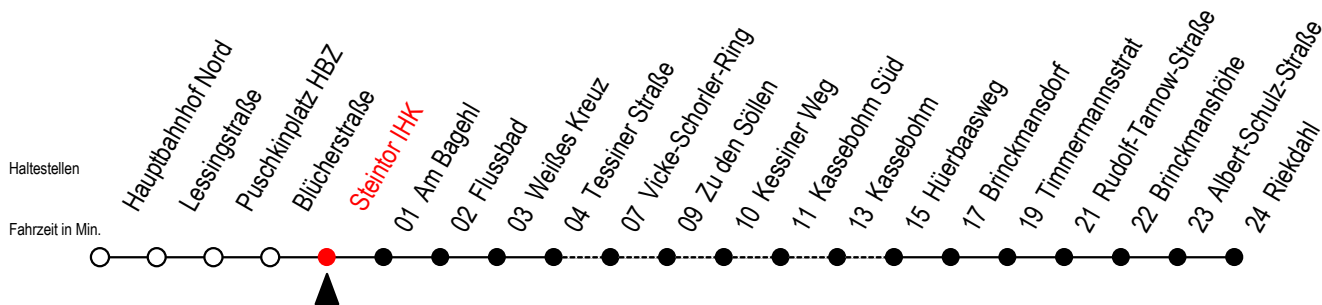 Haltestellen
Fahrzeit in Min.
Hauptbahnhof Nord
Lessingstraße
Puschkinplatz HBZ
Blücherstraße
Steintor IHK
01 Am Bagehl
02 Flussbad
03 Weißes Kreuz
04 Tessiner Straße
07 Vicke-Schorler-Ring
09 Zu den Söllen
10 Kessiner Weg
11 Kassebohm Süd
13 Kassebohm
15 Hüerbaasweg
17 Brinckmansdorf
19 Timmermannsstrat
21 Rudolf-Tarnow-Straße
22 Brinckmanshöhe
23 Albert-Schulz-Straße
24 Riekdahl